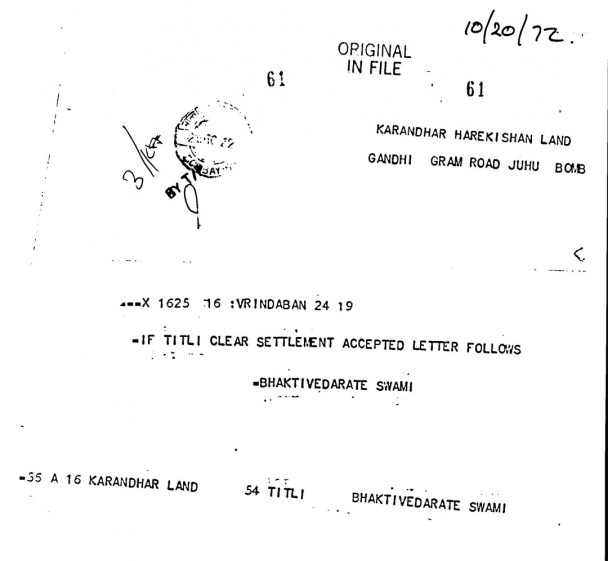 10/20/72.
ORIGINAL
IN FILE
61
61
KARANDHAR HAREKISHAN LAND
GANDHI GRAM ROAD JUHU BOMB
BY T
X 1625 16 :VRINDABAN 24 19
-IF TITLI CLEAR SETTLEMENT ACCEPTED LETTER FOLLOWS
-BHAKTIVEDARATE SWAMI
-55 A 16 KARANDHAR LAND 54 TITLI BHAKTIVEDARATE SWAMI